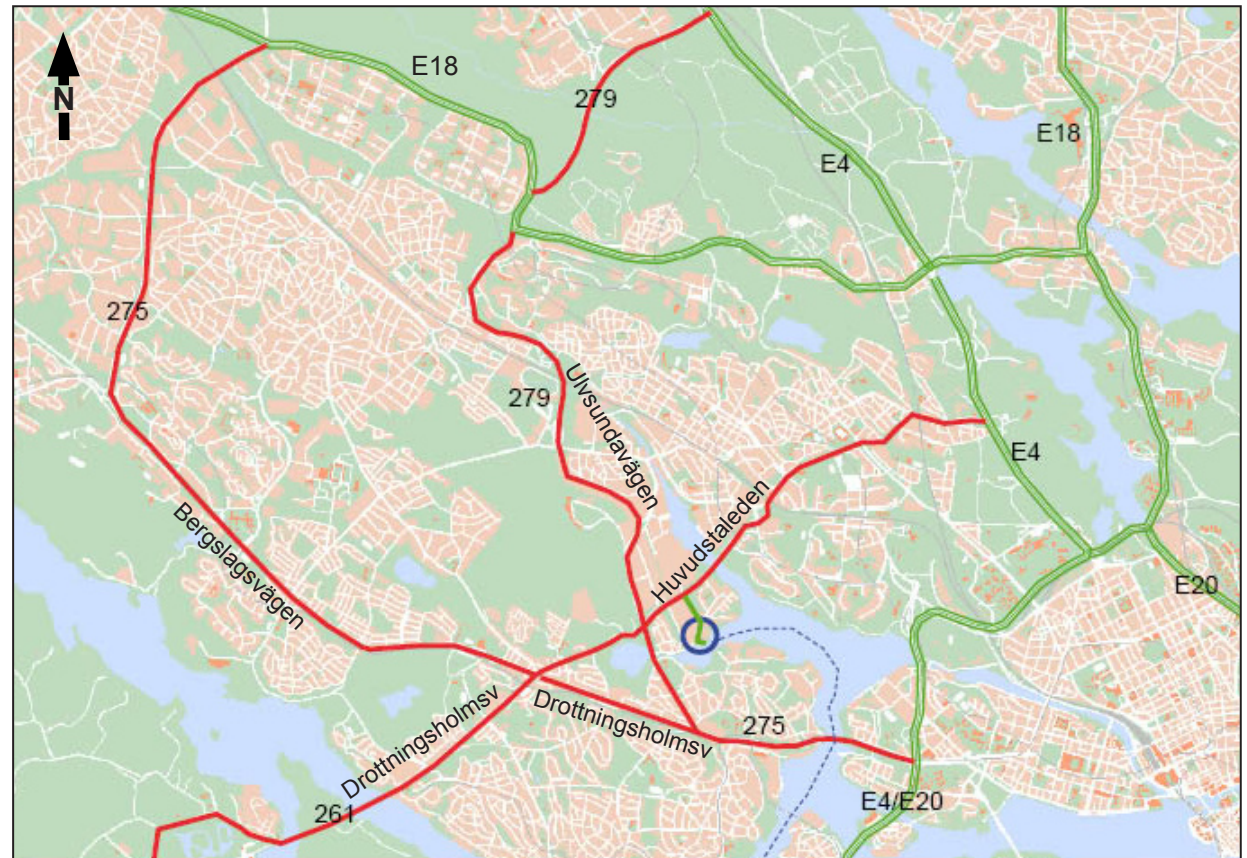 N
E18
279
E4
E18
275
279
Ulvsundavägen
E4
Huvudstaleden
Bergslagsvägen
E20
Drottningsholmsv
Drottningsholmsv
275
261
E4/E20